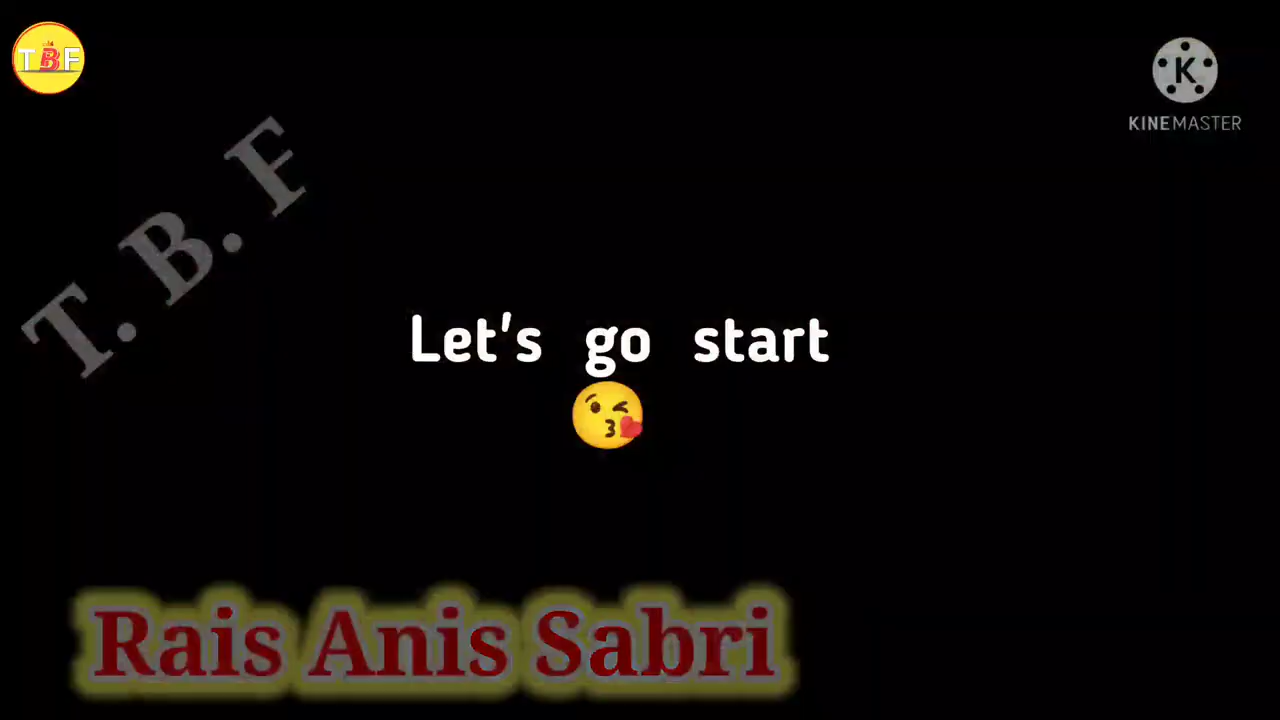 TBF
K
KINEMASTER
T. B. F
Let's go start
😘
Rais Anis Sabri